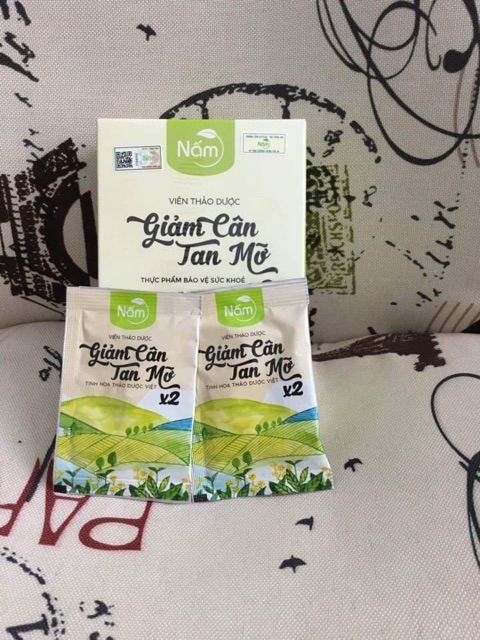 Nấm
VIÊN THẢO DƯỢC
Giảm Cân
Tan Mỡ
THỰC PHẨM BẢO VỆ SỨC KHOẺ
Nấm
VIÊN THẢO DƯỢC
Giảm Cân
Tan Mỡ
TINH HOA THẢO DƯỢC VIỆT
x2
Nấm
VIÊN THẢO DƯỢC
Giảm Cân
Tan Mỡ
TINH HOA THẢO DƯỢC VIỆT
x2